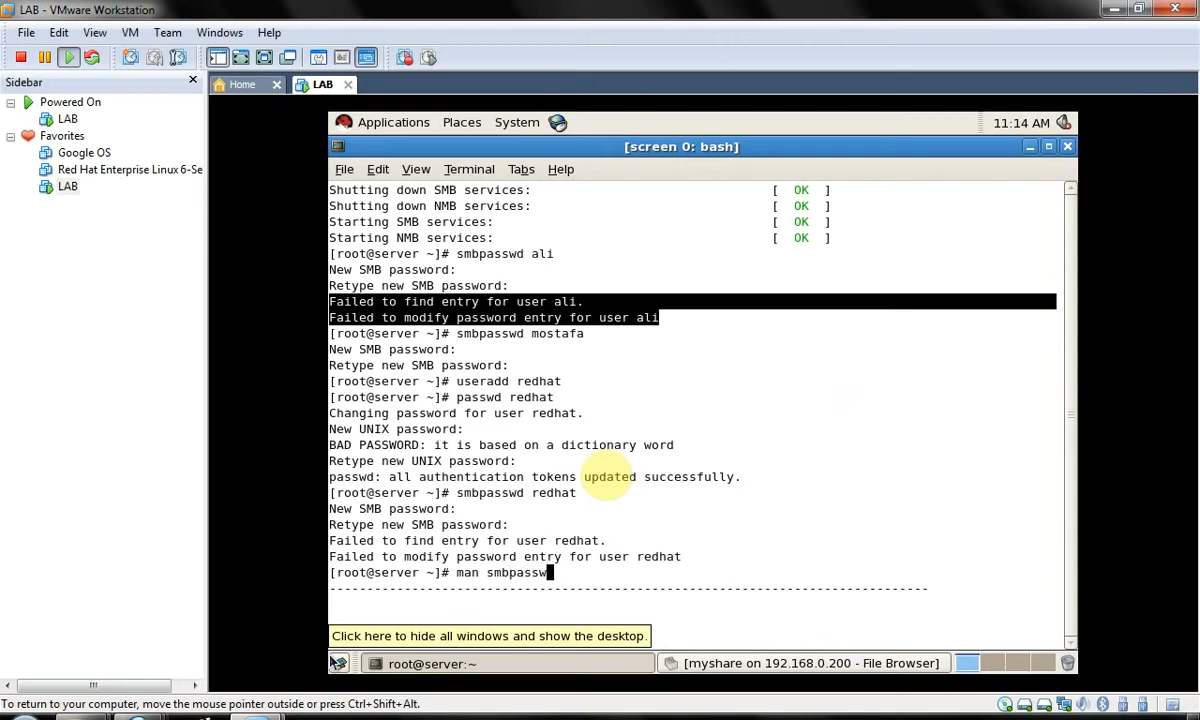 LAB - VMware Workstation
File Edit View VM Team Windows Help
Sidebar
Powered On
LAB
Favorites
Google OS
Red Hat Enterprise Linux 6-Se
LAB
Home
LAB
Applications Places System
11:14 AM
[screen 0: bash]
File Edit View Terminal Tabs Help
Shutting down SMB services: [ OK ]
Shutting down NMB services: [ OK ]
Starting SMB services: [ OK ]
Starting NMB services: [ OK ]
[root@server ~]# smbpasswd ali
New SMB password:
Retype new SMB password:
Failed to find entry for user ali.
Failed to modify password entry for user ali
[root@server ~]# smbpasswd mostafa
New SMB password:
Retype new SMB password:
[root@server ~]# useradd redhat
[root@server ~]# passwd redhat
Changing password for user redhat.
New UNIX password:
BAD PASSWORD: it is based on a dictionary word
Retype new UNIX password:
passwd: all authentication tokens updated successfully.
[root@server ~]# smbpasswd redhat
New SMB password:
Retype new SMB password:
Failed to find entry for user redhat.
Failed to modify password entry for user redhat
[root@server ~]# man smbpassw
--------------------------------------------------------------------------------
Click here to hide all windows and show the desktop.
root@server:~
[myshare on 192.168.0.200 - File Browser]
To return to your computer, move the mouse pointer outside or press Ctrl+Shift+Alt.